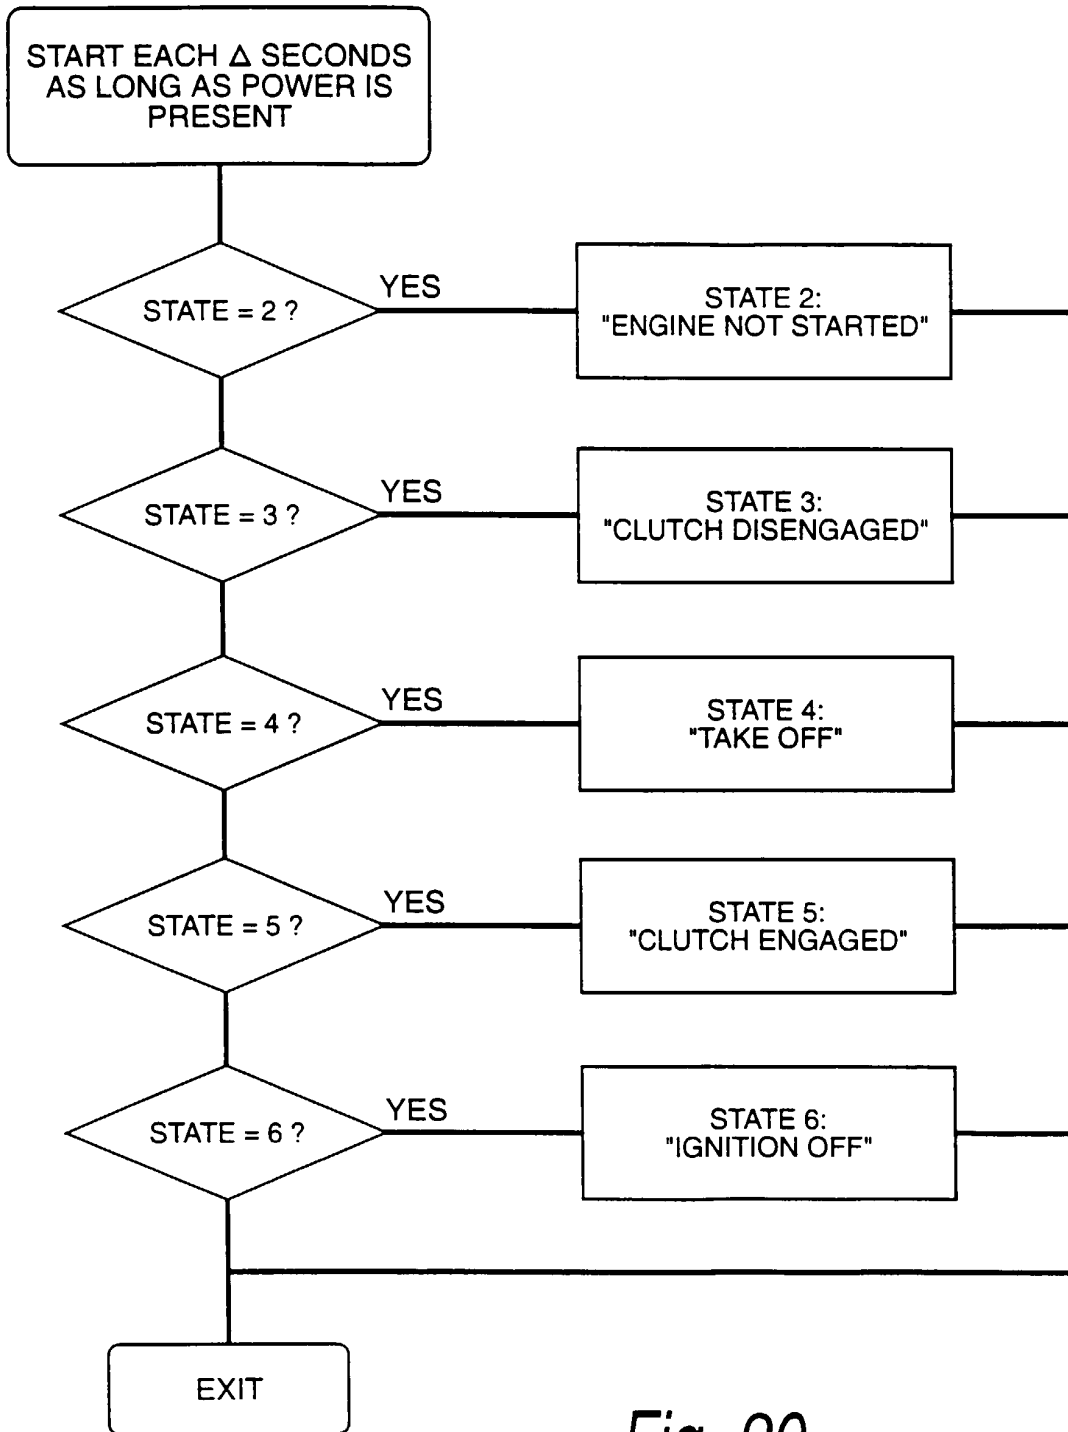 START EACH Δ SECONDS
AS LONG AS POWER IS
PRESENT
STATE = 2 ?
YES
STATE 2:
"ENGINE NOT STARTED"
STATE = 3 ?
YES
STATE 3:
"CLUTCH DISENGAGED"
STATE = 4 ?
YES
STATE 4:
"TAKE OFF"
STATE = 5 ?
YES
STATE 5:
"CLUTCH ENGAGED"
STATE = 6 ?
YES
STATE 6:
"IGNITION OFF"
EXIT
Fig.